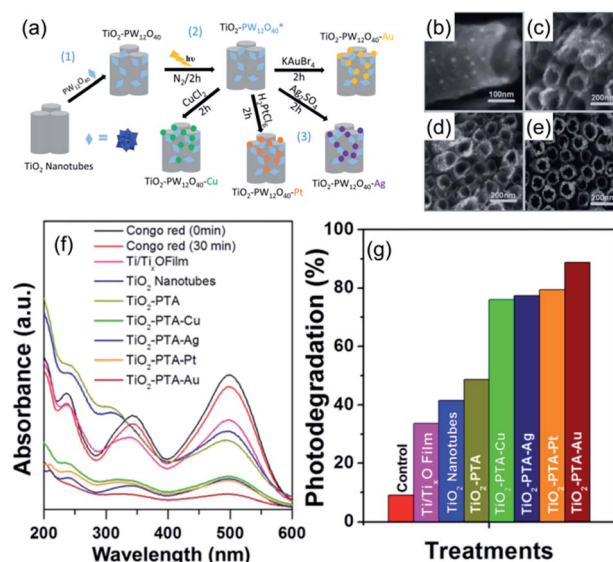 (a)
TiO₂-PW₁₂O₄₀
TiO₂-PW₁₂O₄₀*
(1)
(2)
PW₁₂O₄₀
hυ
N₂/2h
KAuBr₄
2h
TiO₂-PW₁₂O₄₀-Au
CuCl₂
2h
H₂PtCl₆
2h
Ag₂SO₄
2h
(3)
TiO₂ Nanotubes
=
TiO₂-PW₁₂O₄₀-Cu
TiO₂-PW₁₂O₄₀-Pt
TiO₂-PW₁₂O₄₀-Ag
(b)
100nm
(c)
200nm
(d)
200nm
(e)
200nm
(f)
Congo red (0min)
Congo red (30 min)
Ti/TiₓOFilm
TiO₂ Nanotubes
TiO₂-PTA
TiO₂-PTA-Cu
TiO₂-PTA-Ag
TiO₂-PTA-Pt
TiO₂-PTA-Au
Absorbance (a.u.)
200 300 400 500 600
Wavelength (nm)
(g)
100
80
60
40
20
0
Photodegradation (%)
Control
Ti/TiₓO Film
TiO₂ Nanotubes
TiO₂-PTA
TiO₂-PTA-Cu
TiO₂-PTA-Ag
TiO₂-PTA-Pt
TiO₂-PTA-Au
Treatments